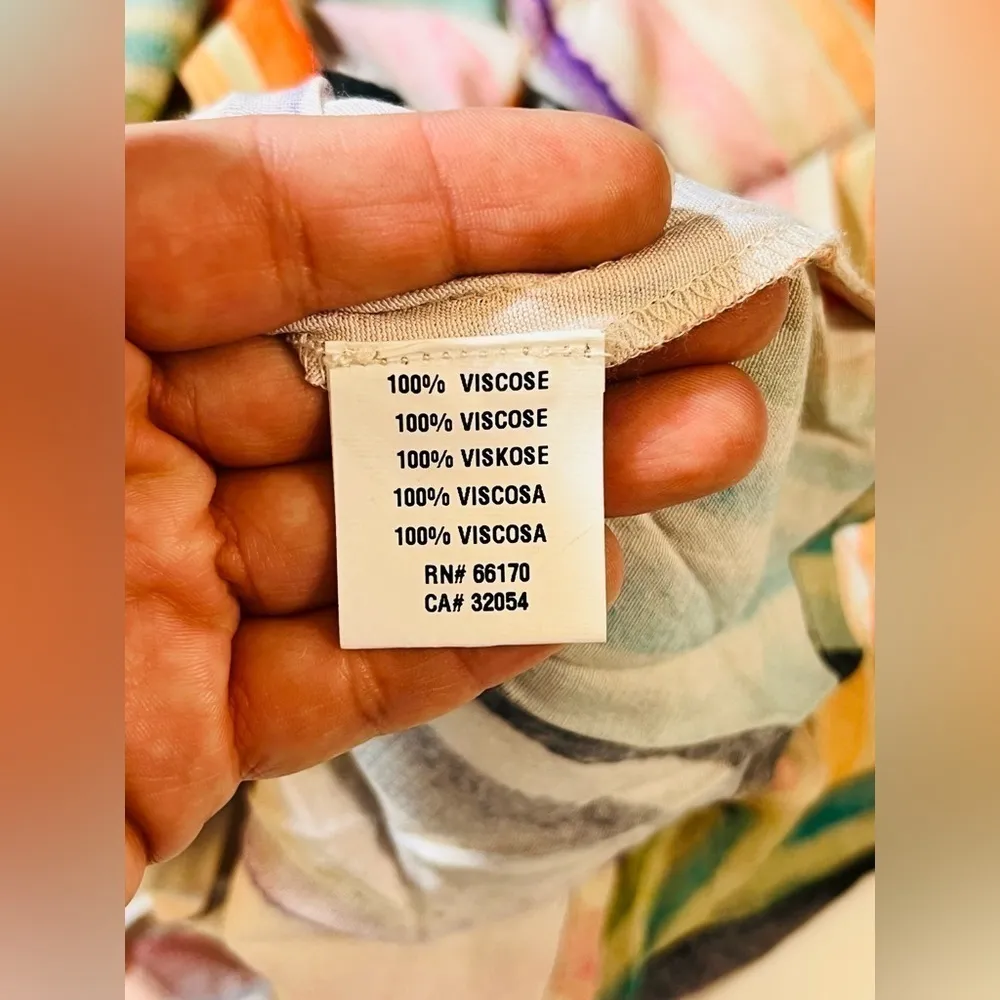 100% VISCOSE
100% VISCOSE
100% VISKOSE
100% VISCOSA
100% VISCOSA
RN# 66170
CA# 32054